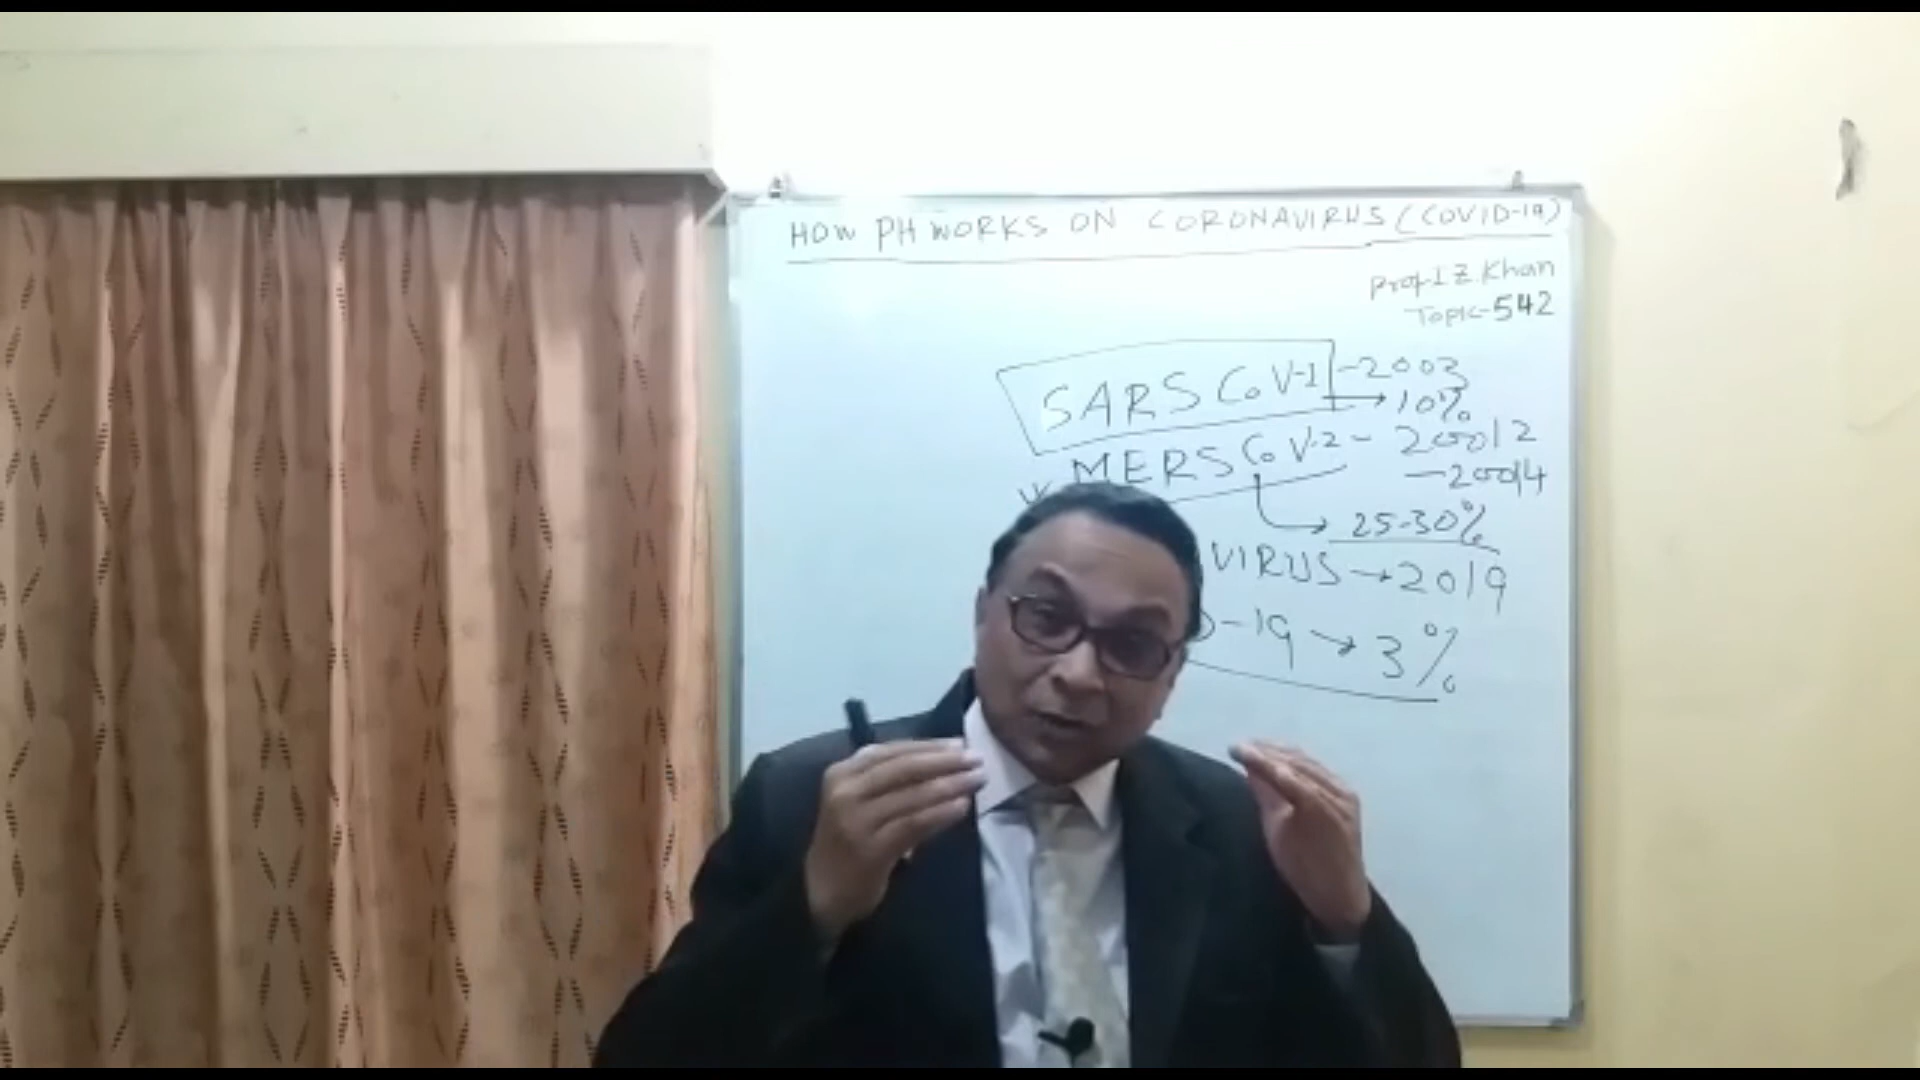 HOW PH WORKS ON CORONAVIRUS (COVID-19)
Prof. I Z. Khan
Topic-542
SARS CoV-1 -2003
→ 10%
MERS CoV-2 - 200012
-20014
25-30%
VIRUS → 2019
-19 → 3%